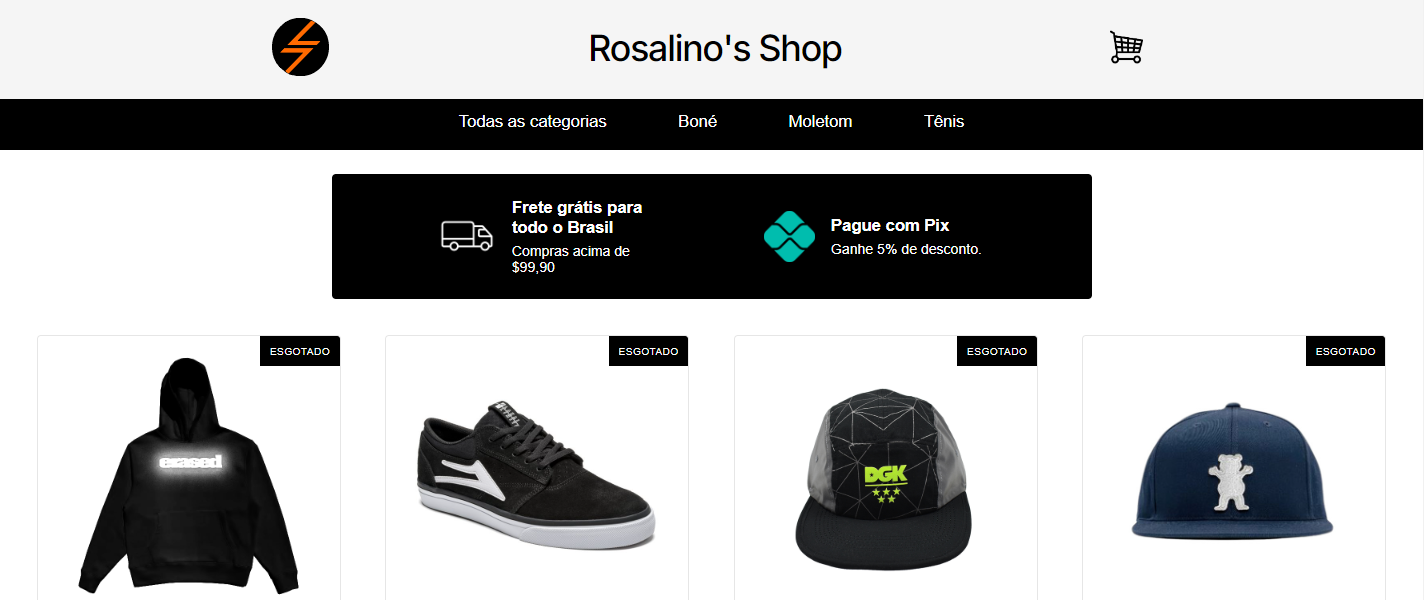 Rosalino's Shop
Todas as categorias
Boné
Moletom
Tênis
Frete grátis para
todo o Brasil
Compras acima de
$99,90
Pague com Pix
Ganhe 5% de desconto.
ESGOTADO
ESGOTADO
ESGOTADO
ESGOTADO
erased
DGK